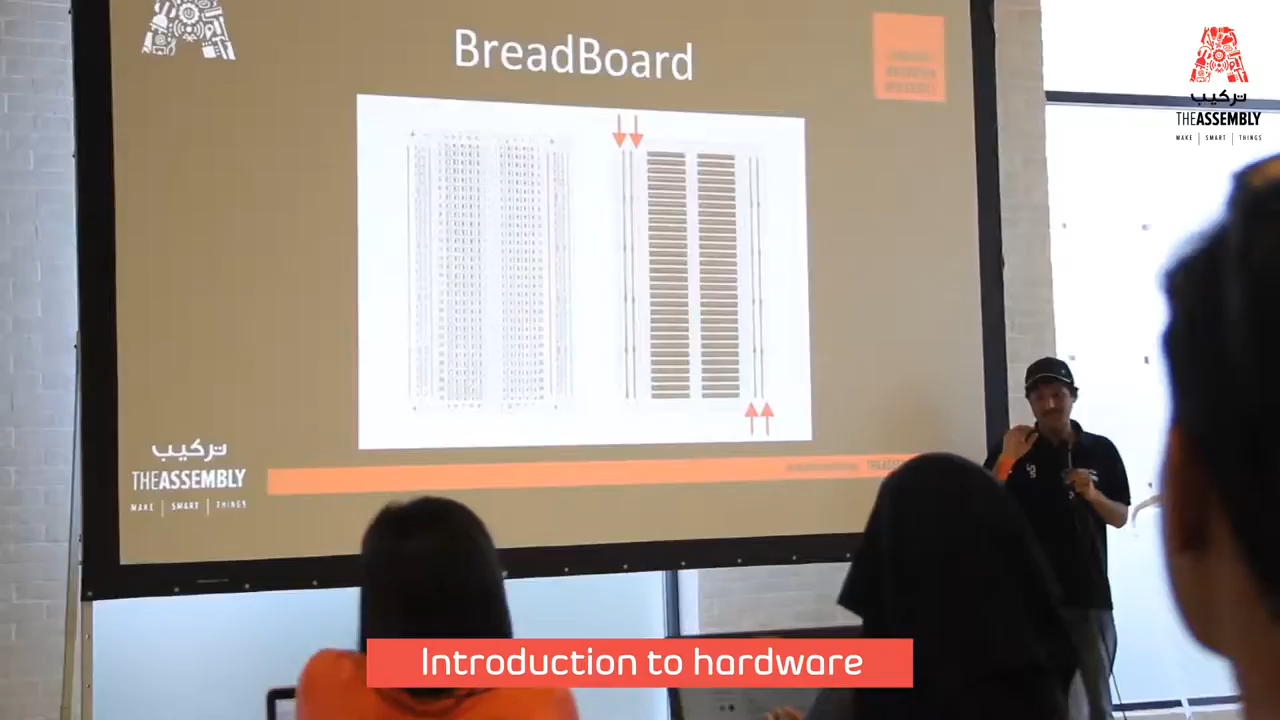 BreadBoard
تركيب
THEASSEMBLY
MAKE | SMART | THINGS
تركيب
THEASSEMBLY
MAKE | SMART | THINGS
Introduction to hardware